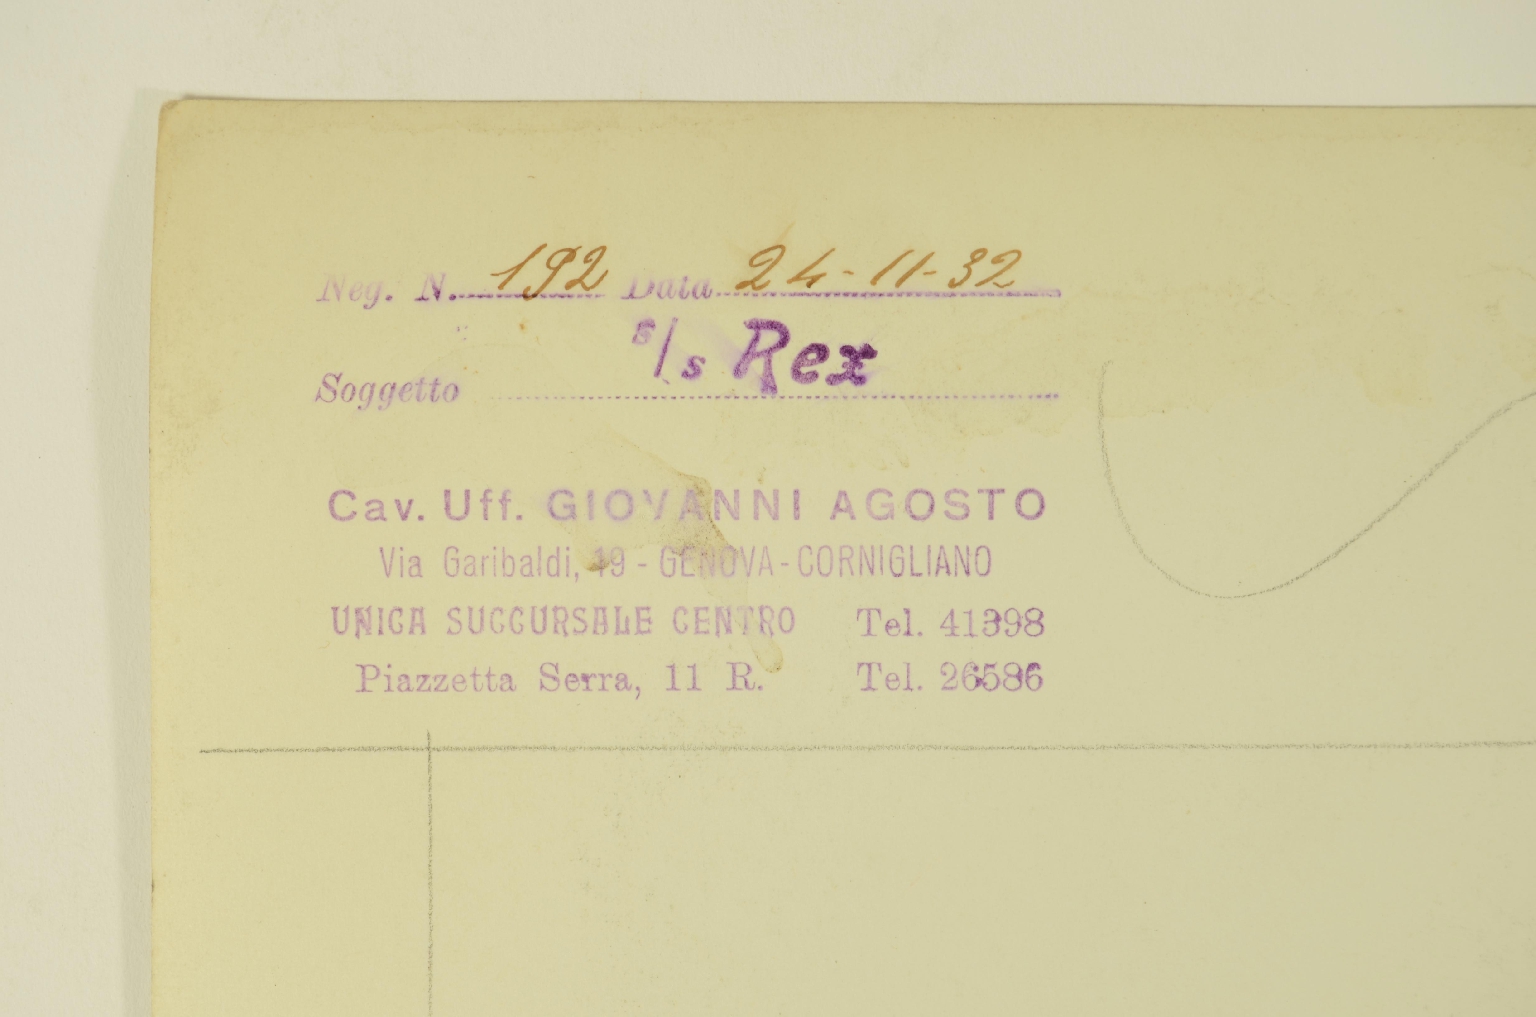 Neg. N. 192 Data 24-11-32
Soggetto s/s Rex
Cav. Uff. GIOVANNI AGOSTO
Via Garibaldi, 19 - GENOVA - CORNIGLIANO
UNICA SUCCURSALE CENTRO Tel. 41398
Piazzetta Serra, 11 R. Tel. 26586